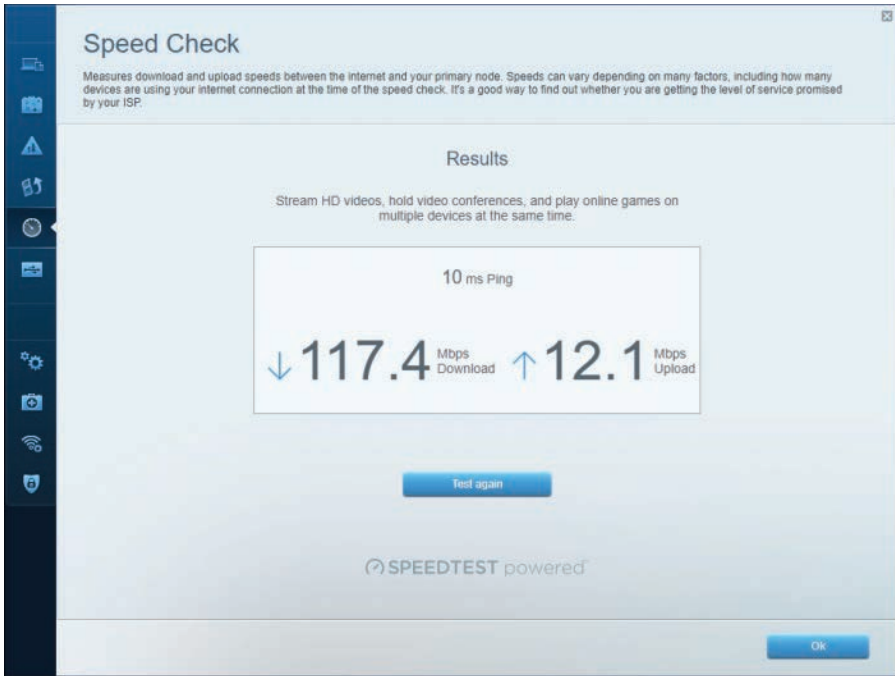 Speed Check
Measures download and upload speeds between the internet and your primary node. Speeds can vary depending on many factors, including how many
devices are using your internet connection at the time of the speed check. It's a good way to find out whether you are getting the level of service promised
by your ISP.
Results
Stream HD videos, hold video conferences, and play online games on
multiple devices at the same time.
10 ms Ping
↓ 117.4 Mbps Download ↑ 12.1 Mbps Upload
Test again
SPEEDTEST powered
Ok